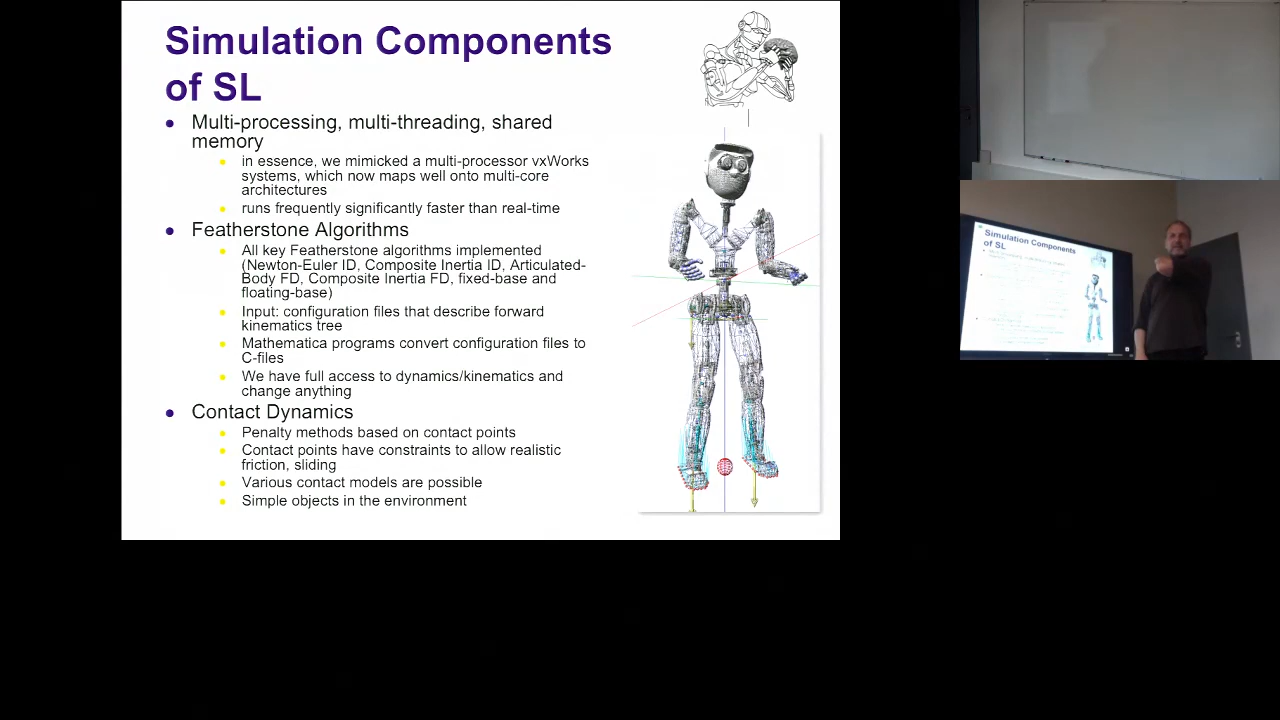 Simulation Components
of SL
Multi-processing, multi-threading, shared
memory
in essence, we mimicked a multi-processor vxWorks
systems, which now maps well onto multi-core
architectures
runs frequently significantly faster than real-time
Featherstone Algorithms
All key Featherstone algorithms implemented
(Newton-Euler ID, Composite Inertia ID, Articulated-
Body FD, Composite Inertia FD, fixed-base and
floating-base)
Input: configuration files that describe forward
kinematics tree
Mathematica programs convert configuration files to
C-files
We have full access to dynamics/kinematics and
change anything
Contact Dynamics
Penalty methods based on contact points
Contact points have constraints to allow realistic
friction, sliding
Various contact models are possible
Simple objects in the environment
Simulation Components
of SL